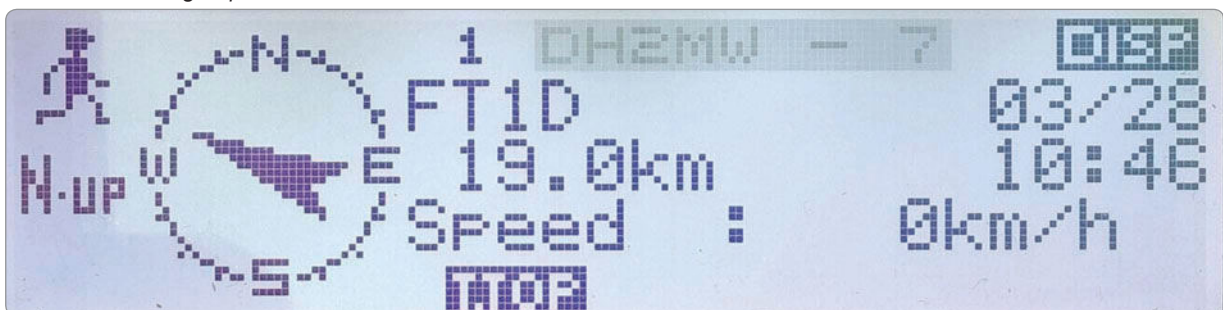 N
1 DH2MW - 7 DISP
FT1D 03/28
W E 19.0km 10:46
N·UP
Speed : 0km/h
S